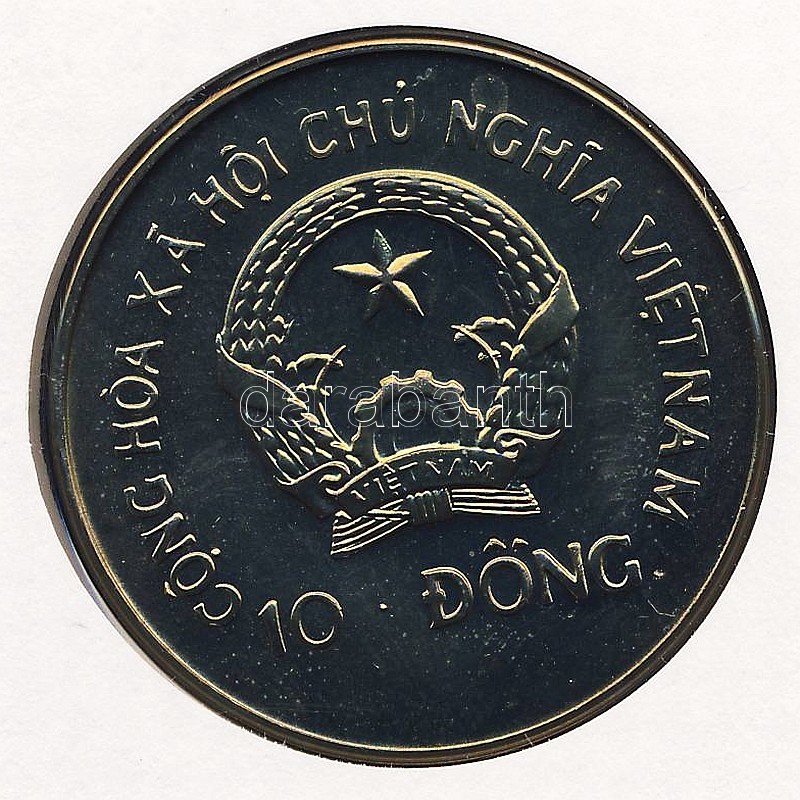 CỘNG HÒA XÃ HỘI CHỦ NGHĨA VIỆT NAM
darabanth
VIỆT NAM
10 ĐỒNG